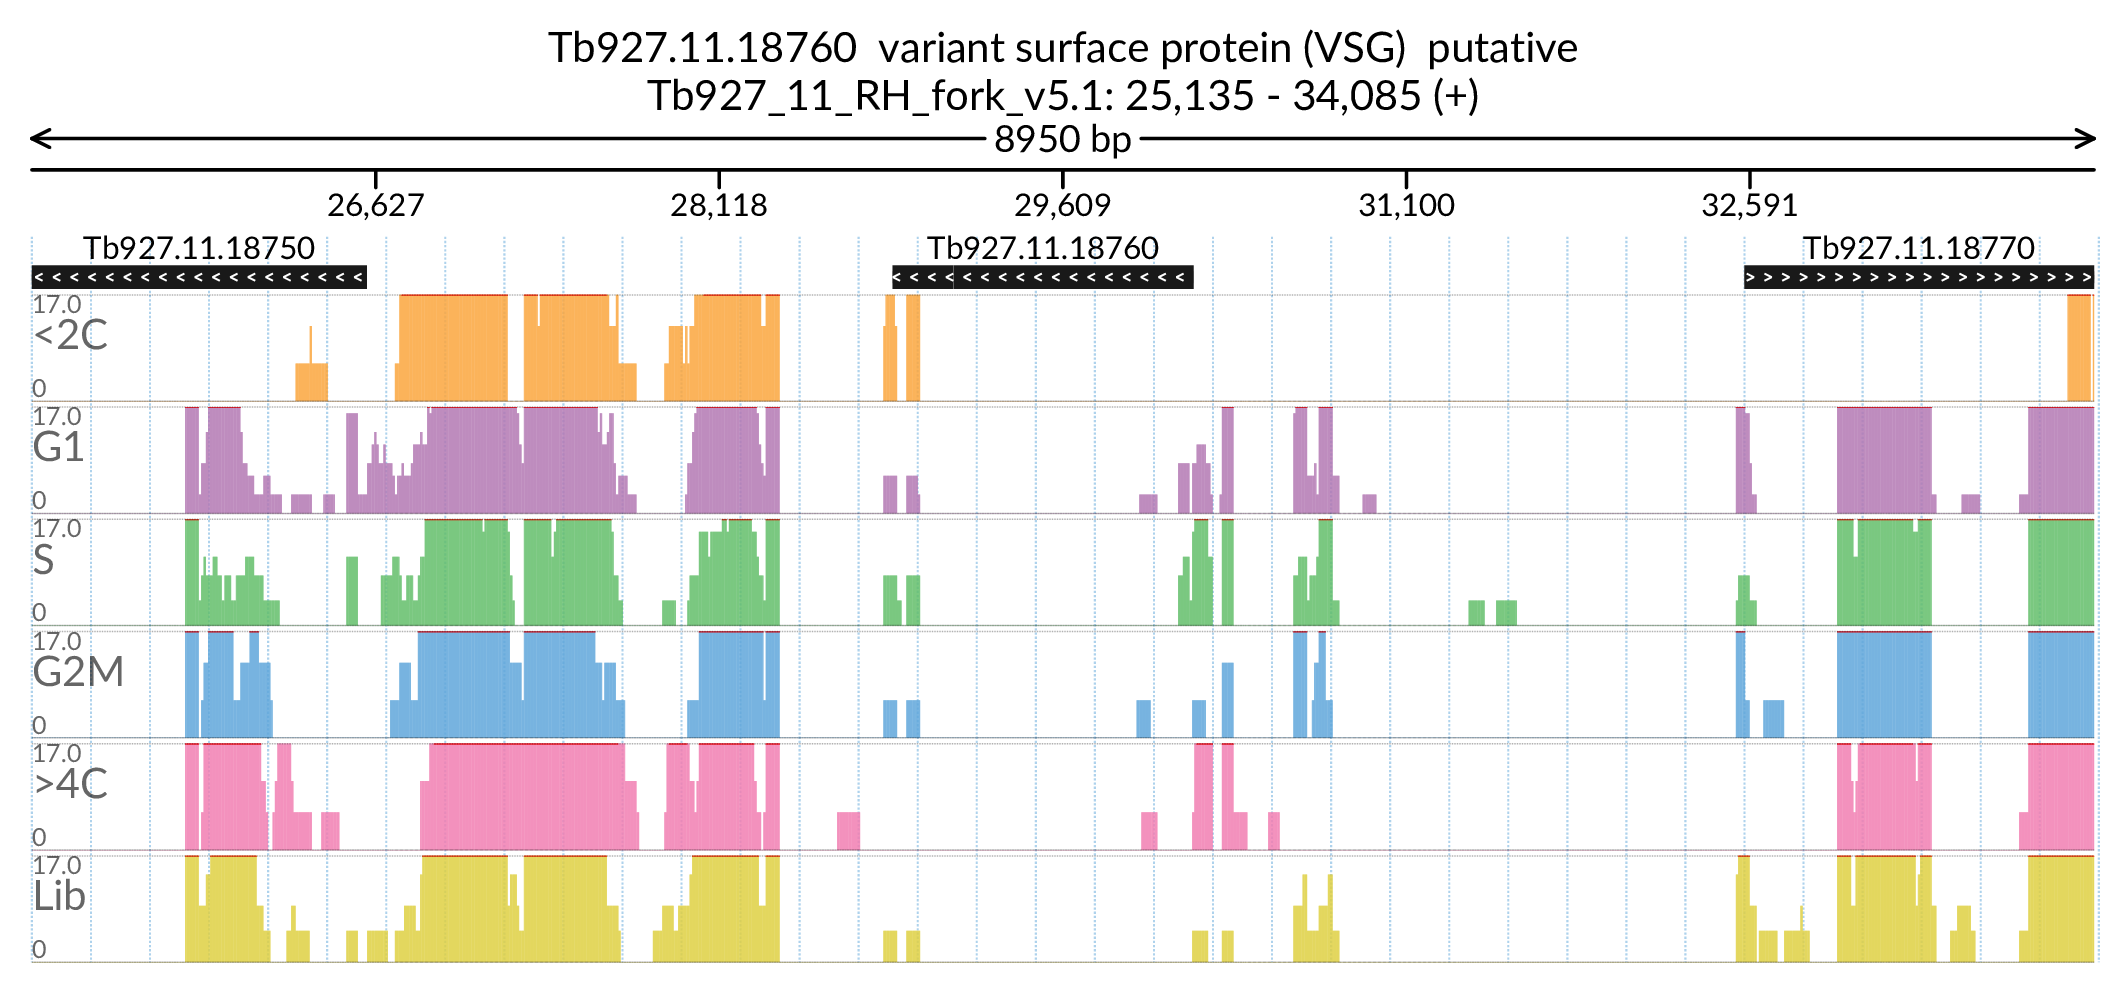 Tb927.11.18760  variant surface protein (VSG)  putative
Tb927_11_RH_fork_v5.1: 25,135 - 34,085 (+)
8950 bp
26,627 28,118 29,609 31,100 32,591
Tb927.11.18750 Tb927.11.18760 Tb927.11.18770
17.0
<2C
0
17.0
G1
0
17.0
S
0
17.0
G2M
0
17.0
>4C
0
17.0
Lib
0